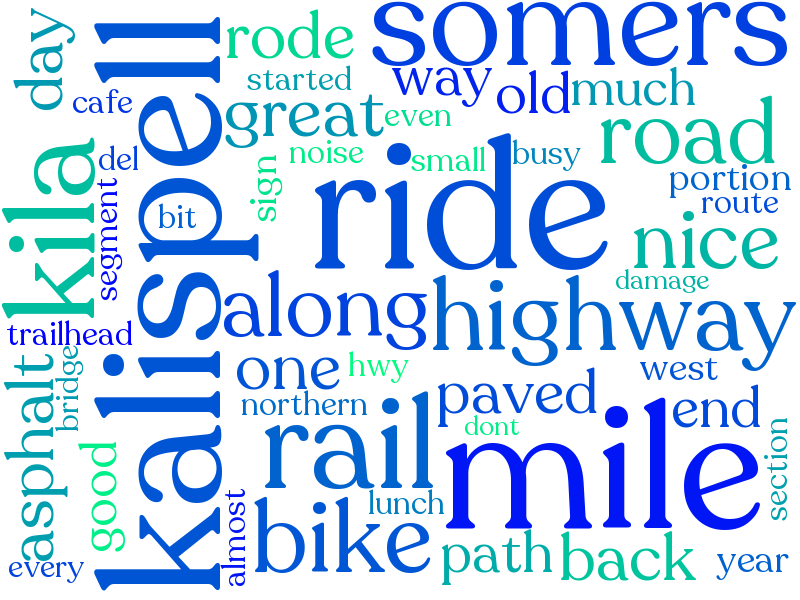 day
cafe
del
kila
segment
trailhead
bridge
asphalt
good
every
kalispell
bit
almost
rode
started
great
sign
noise
even
small
somers
way
old
much
busy
road
portion
route
nice
damage
ride
along
highway
one
hwy
northern
west
paved
dont
end
rail
mile
section
lunch
bike
path
back
year